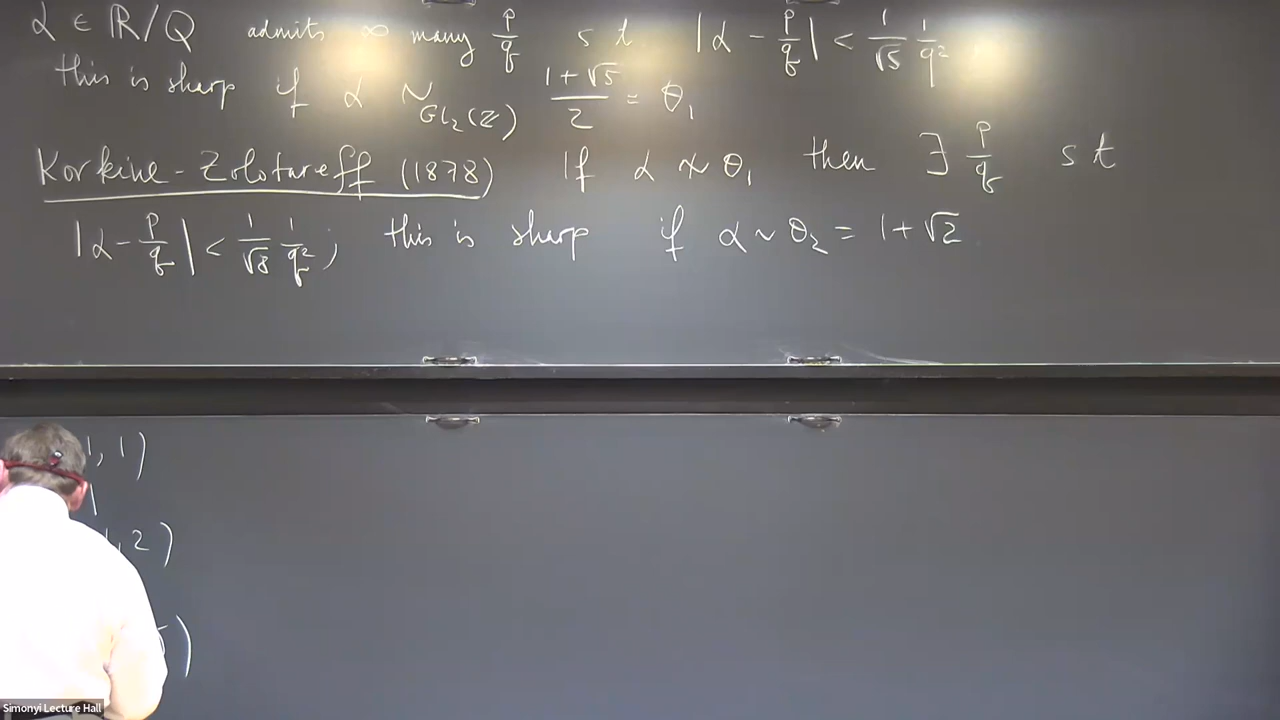 α ∈ ℝ/Q admits ∞ many p/q s t |α - p/q| < 1/√5 1/q²
this is sharp if α ~GL₂(Z) (1+√5)/2 = θ₁
Korkine-Zolotareff (1878) If α ≁ θ₁ then ∃ p/q s t
|α - p/q| < 1/√8 1/q²; this is sharp if α ~ θ₂ = 1+√2
1, 1)
1
, 2)
)
Simonyi Lecture Hall